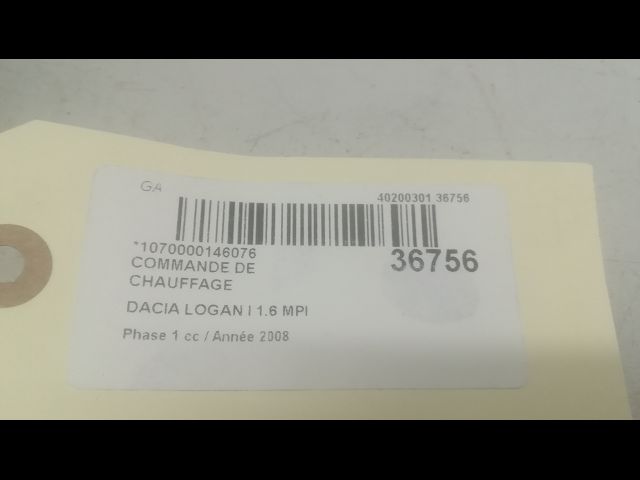 GA
40200301 36756
*1070000146076
36756
COMMANDE DE
CHAUFFAGE
DACIA LOGAN I 1.6 MPI
Phase 1 cc / Année 2008